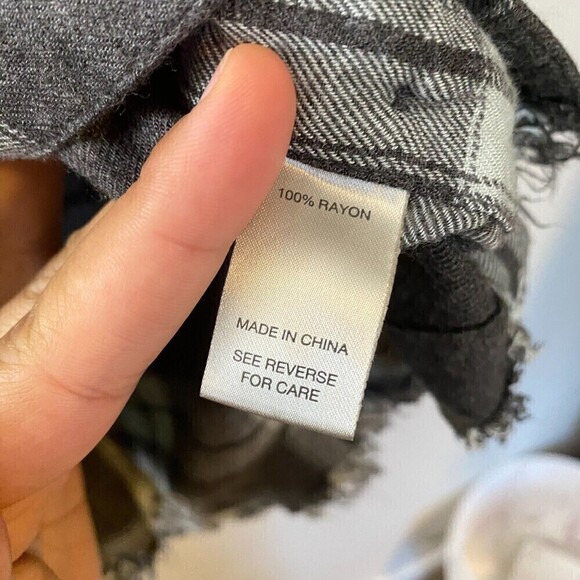 100% RAYON
MADE IN CHINA
SEE REVERSE
FOR CARE